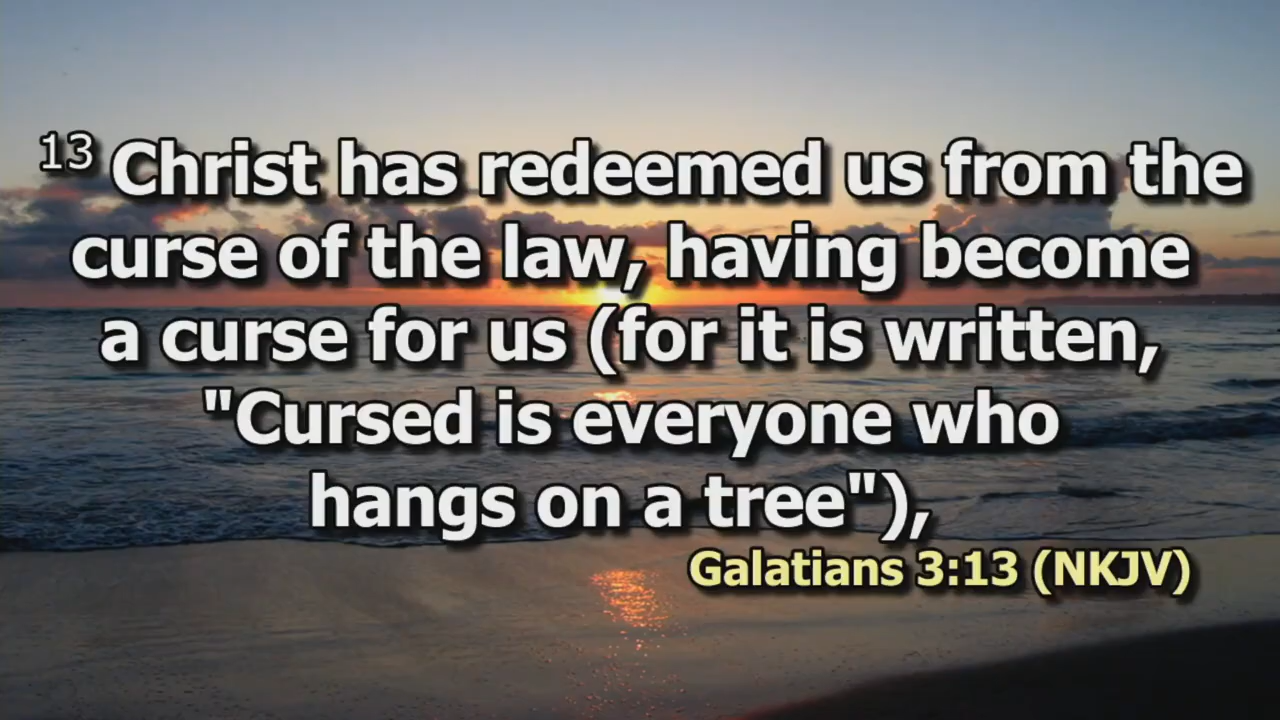 13 Christ has redeemed us from the
curse of the law, having become
a curse for us (for it is written,
"Cursed is everyone who
hangs on a tree"),
Galatians 3:13 (NKJV)